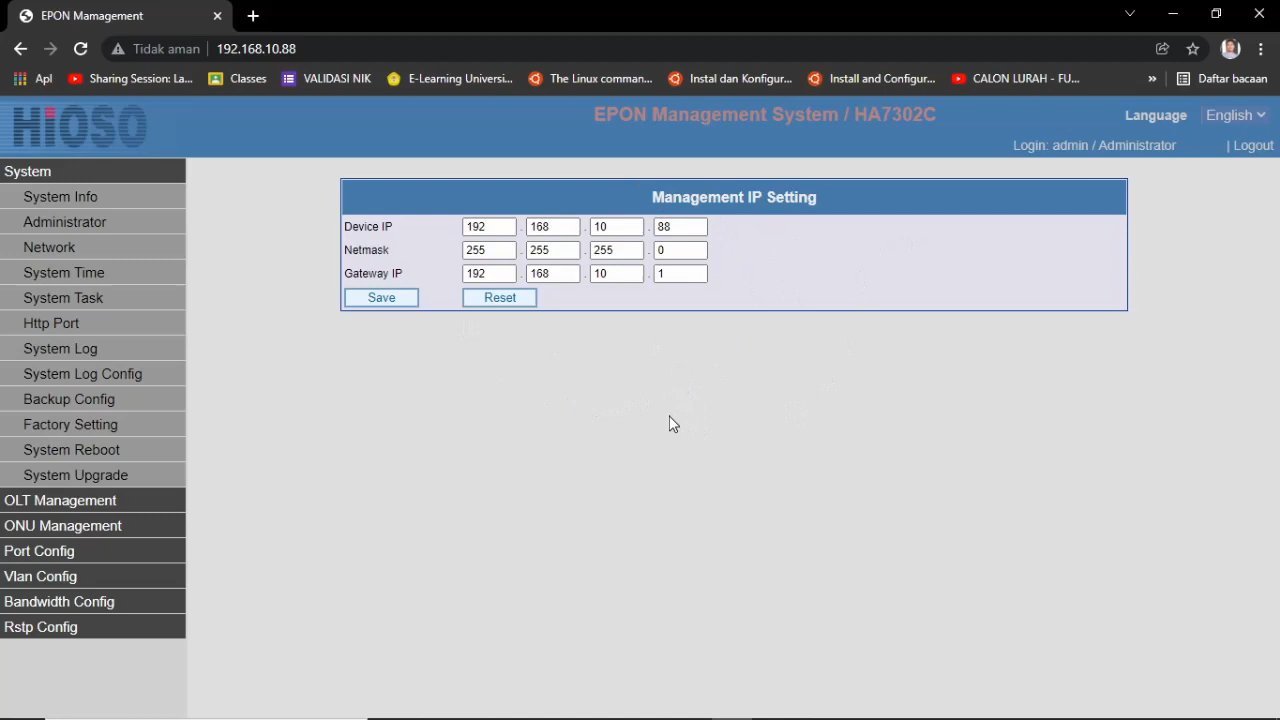 EPON Mamagement
Tidak aman 192.168.10.88
Apl Sharing Session: La... Classes VALIDASI NIK E-Learning Universi... The Linux comman... Instal dan Konfigur... Install and Configur... CALON LURAH - FU... » Daftar bacaan
HiOSO
EPON Management System / HA7302C
Language English
Login: admin / Administrator | Logout
System
System Info
Administrator
Network
System Time
System Task
Http Port
System Log
System Log Config
Backup Config
Factory Setting
System Reboot
System Upgrade
OLT Management
ONU Management
Port Config
Vlan Config
Bandwidth Config
Rstp Config
Management IP Setting
Device IP 192 . 168 . 10 . 88
Netmask 255 . 255 . 255 . 0
Gateway IP 192 . 168 . 10 . 1
Save Reset